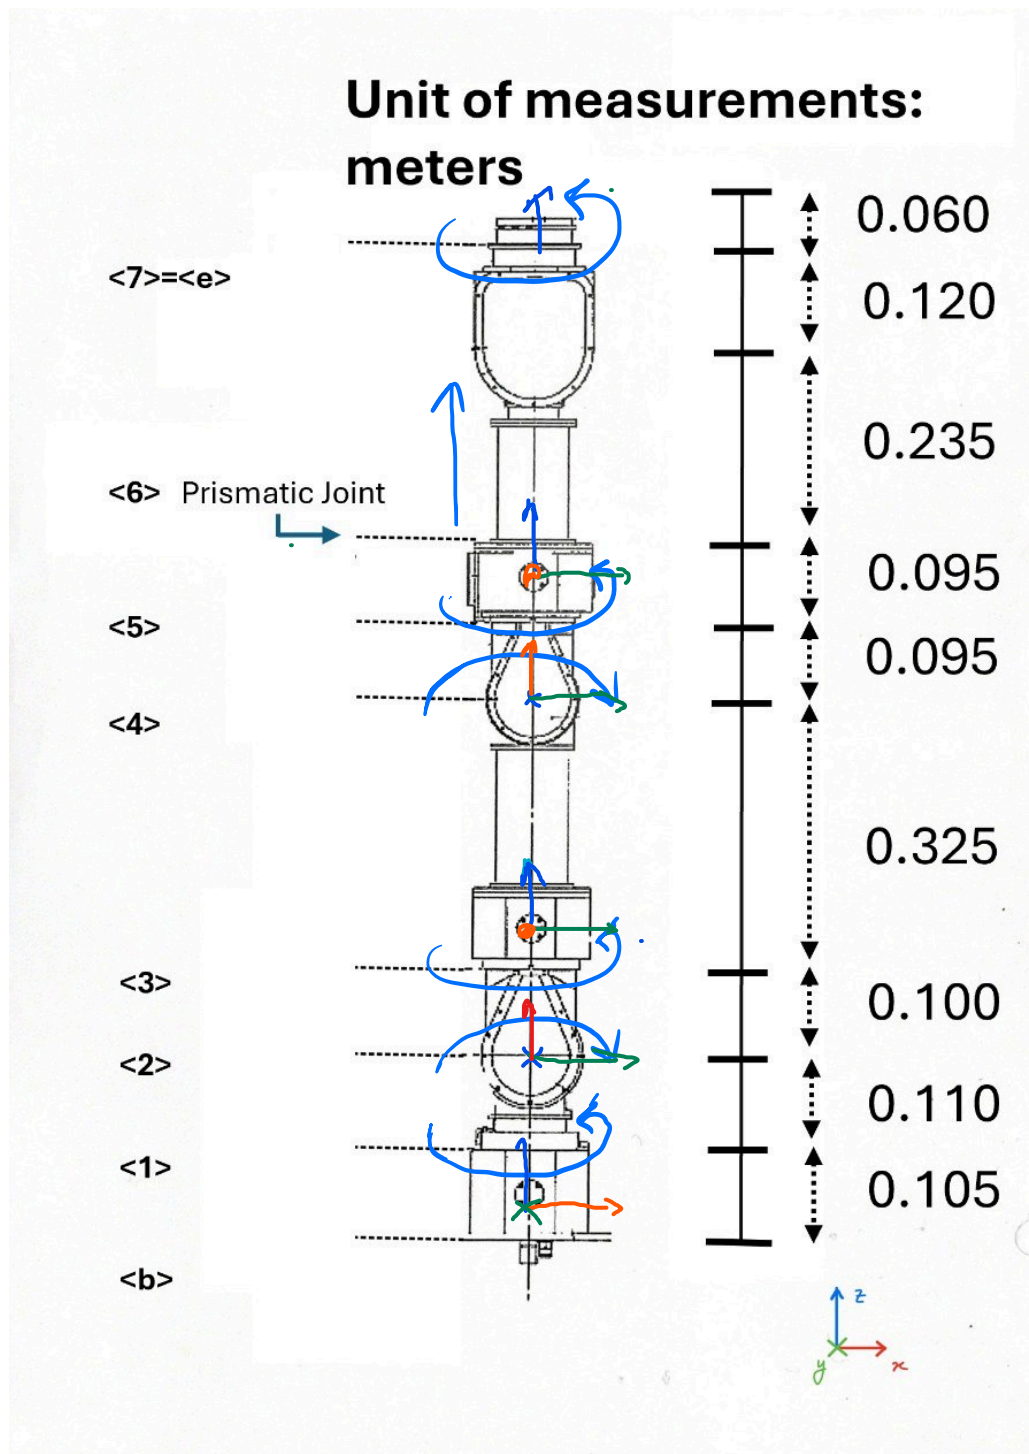 Unit of measurements:
meters
0.060
<7>=<e>
0.120
0.235
<6> Prismatic Joint
0.095
<5>
0.095
<4>
0.325
<3>
0.100
<2>
0.110
<1>
0.105
<b>
z
y
x